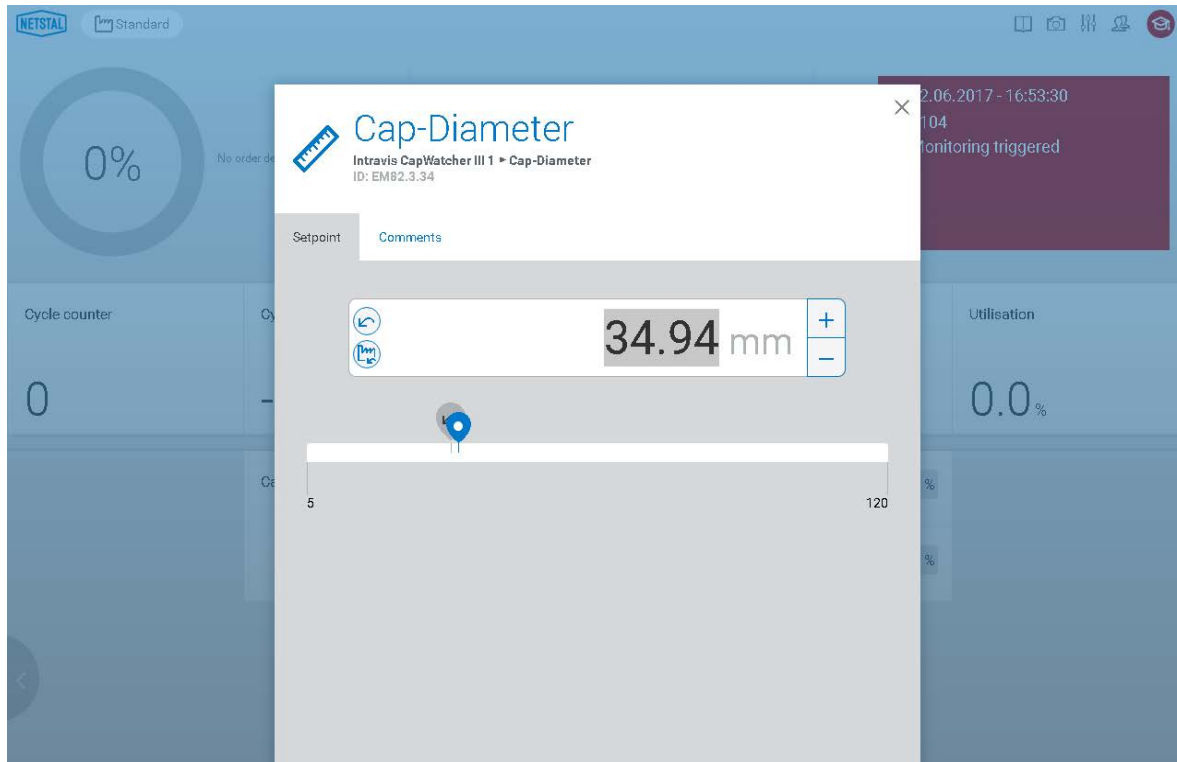 NETSTAL
Standard
0%
No order de
2.06.2017 - 16:53:30
104
onitoring triggered
Cap-Diameter
Intravis CapWatcher III 1 ▸ Cap-Diameter
ID: EM82.3.34
Setpoint
Comments
34.94 mm
+
−
5
120
Cycle counter
Cy
Utilisation
0
-
0.0 %
Ca
%
%